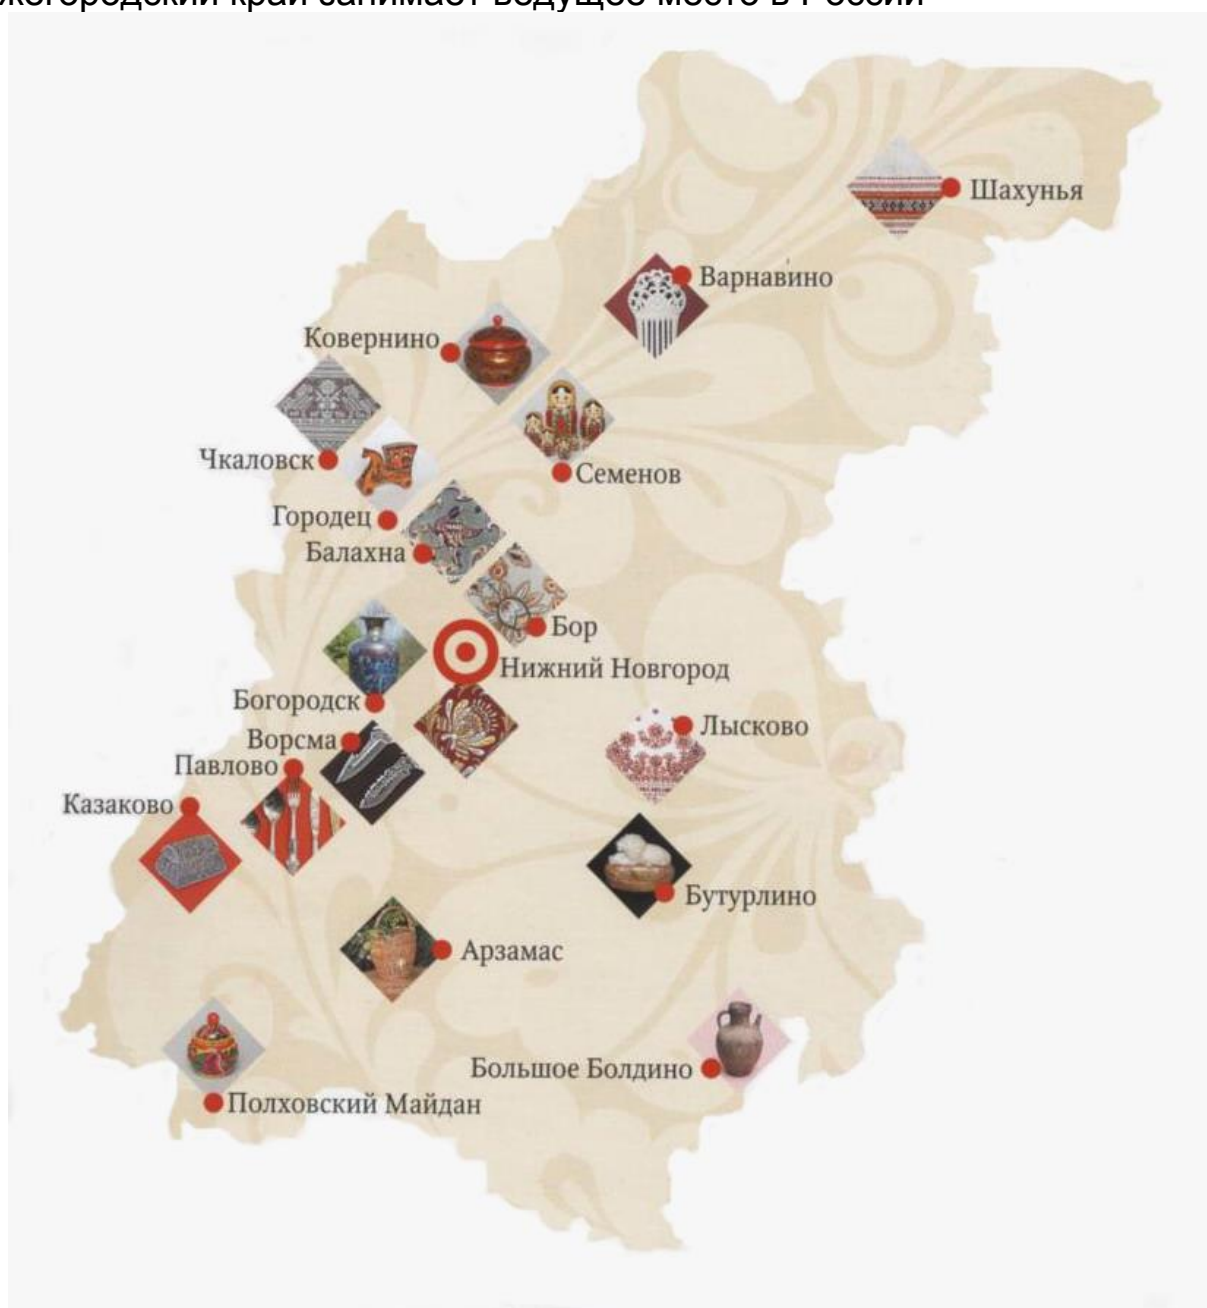 жегородский край занимает ведущее место в России
Шахунья
Варнавино
Ковернино
Чкаловск
Семенов
Городец
Балахна
Бор
Нижний Новгород
Богородск
Ворсма
Лысково
Павлово
Казаково
Бутурлино
Арзамас
Большое Болдино
Полховский Майдан